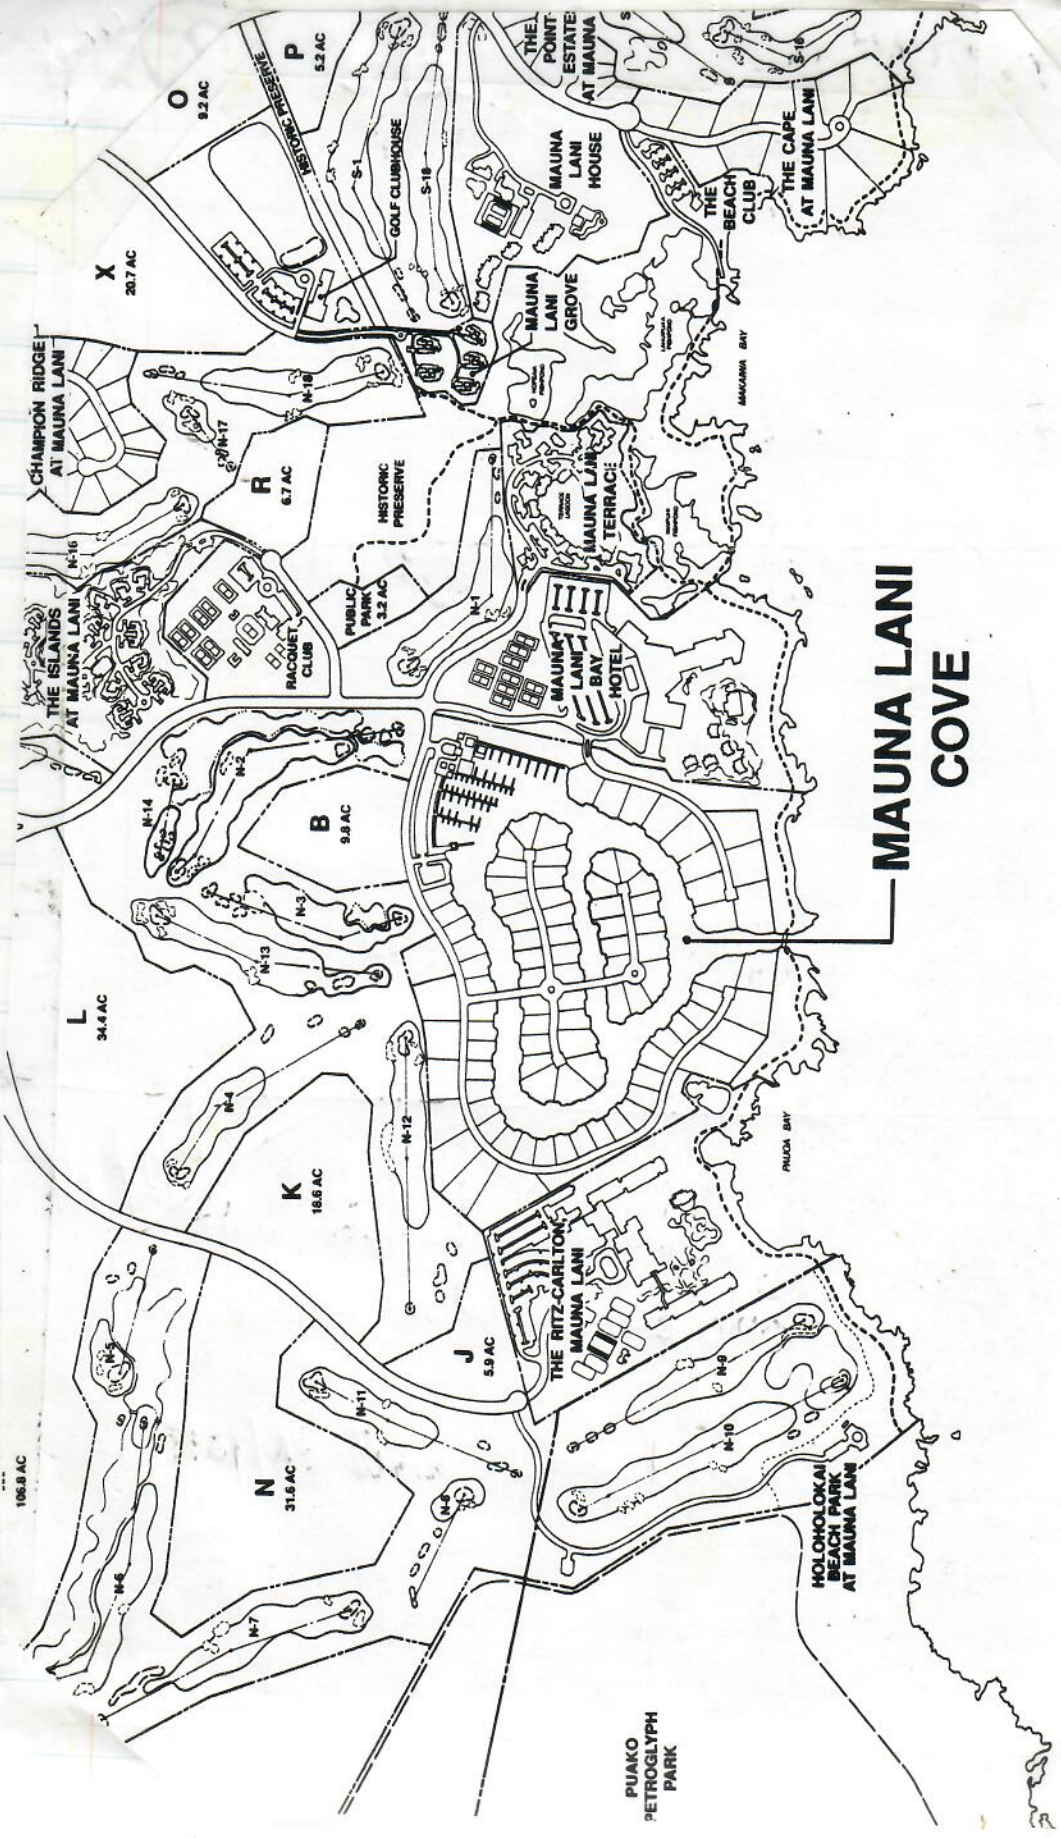 106.8 AC
N-6
N-7
N-5
N
31.6 AC
N-11
N-8
PUAKO
PETROGLYPH
PARK
HOLOHOLOKAI
BEACH PARK
AT MAUNA LANI
N-10
N-9
J
5.9 AC
THE RITZ-CARLTON,
MAUNA LANI
K
18.6 AC
N-12
N-4
L
34.4 AC
PAUOA BAY
N-13
N-3
N-14
N-2
B
9.8 AC
MAUNA LANI
COVE
THE ISLANDS
AT MAUNA LANI
N-16
RACQUET
CLUB
PUBLIC
PARK
3.2 AC
N-1
MAUNA
LANI
BAY
HOTEL
HISTORIC
PRESERVE
R
6.7 AC
MAUNA LANI
TERRACE
TERRACE
LAGOON
CHAMPION RIDGE
AT MAUNA LANI
N-17
N-18
X
20.7 AC
MAUNA
LANI
GROVE
MAKAIWA BAY
GOLF CLUBHOUSE
S-1
S-18
HISTORIC PRESERVE
O
9.2 AC
P
5.2 AC
MAUNA
LANI
HOUSE
THE
BEACH
CLUB
THE CAPE
AT MAUNA LANI
THE
POINT
ESTATES
AT MAUNA
S-16